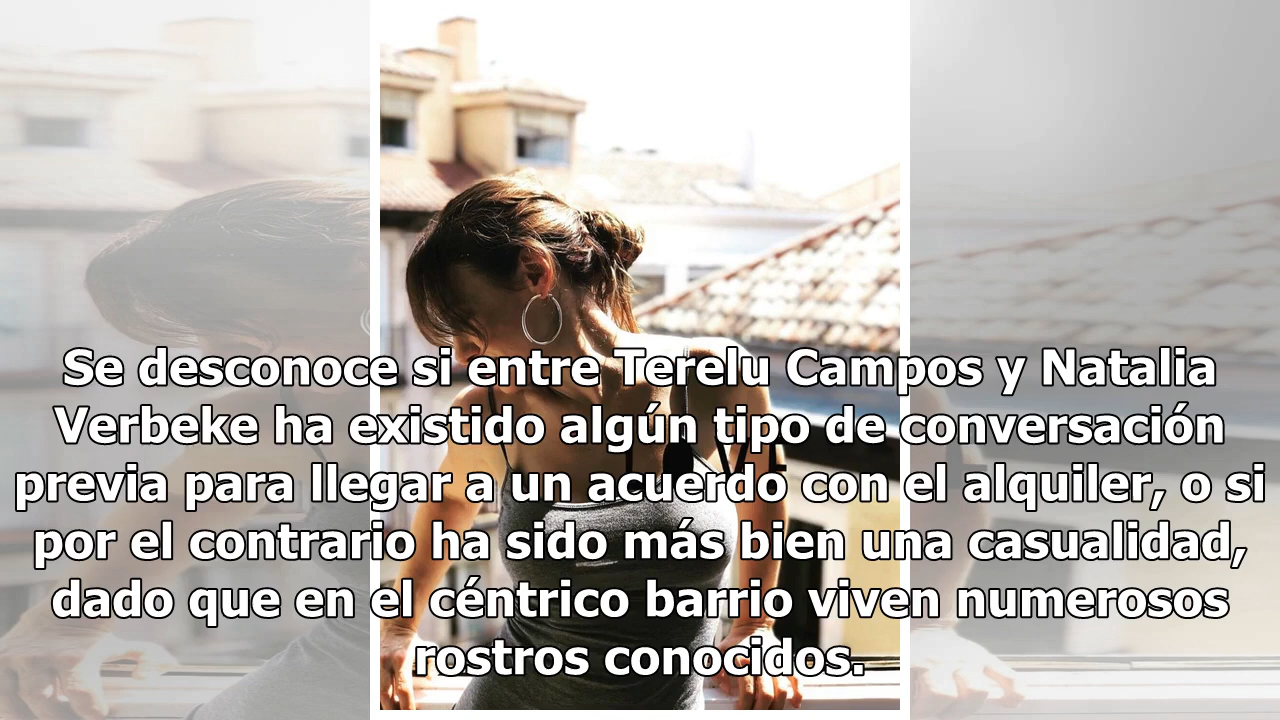 Se desconoce si entre Terelu Campos y Natalia
Verbeke ha existido algún tipo de conversación
previa para llegar a un acuerdo con el alquiler, o si
por el contrario ha sido más bien una casualidad,
dado que en el céntrico barrio viven numerosos
rostros conocidos.